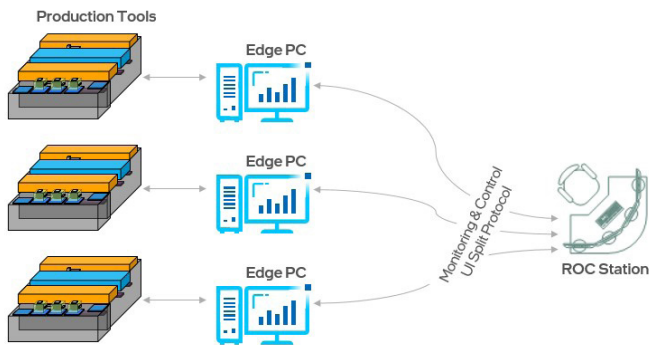 Production Tools
Edge PC
Edge PC
Edge PC
Monitoring & Control
UI Split Protocol
ROC Station